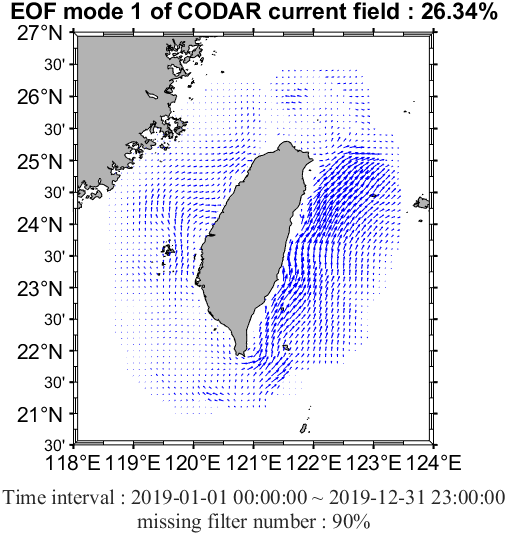 EOF mode 1 of CODAR current field : 26.34%
27°N
30'
26°N
30'
25°N
30'
24°N
30'
23°N
30'
22°N
30'
21°N
30'
118°E 119°E 120°E 121°E 122°E 123°E 124°E
Time interval : 2019-01-01 00:00:00 ~ 2019-12-31 23:00:00
missing filter number : 90%